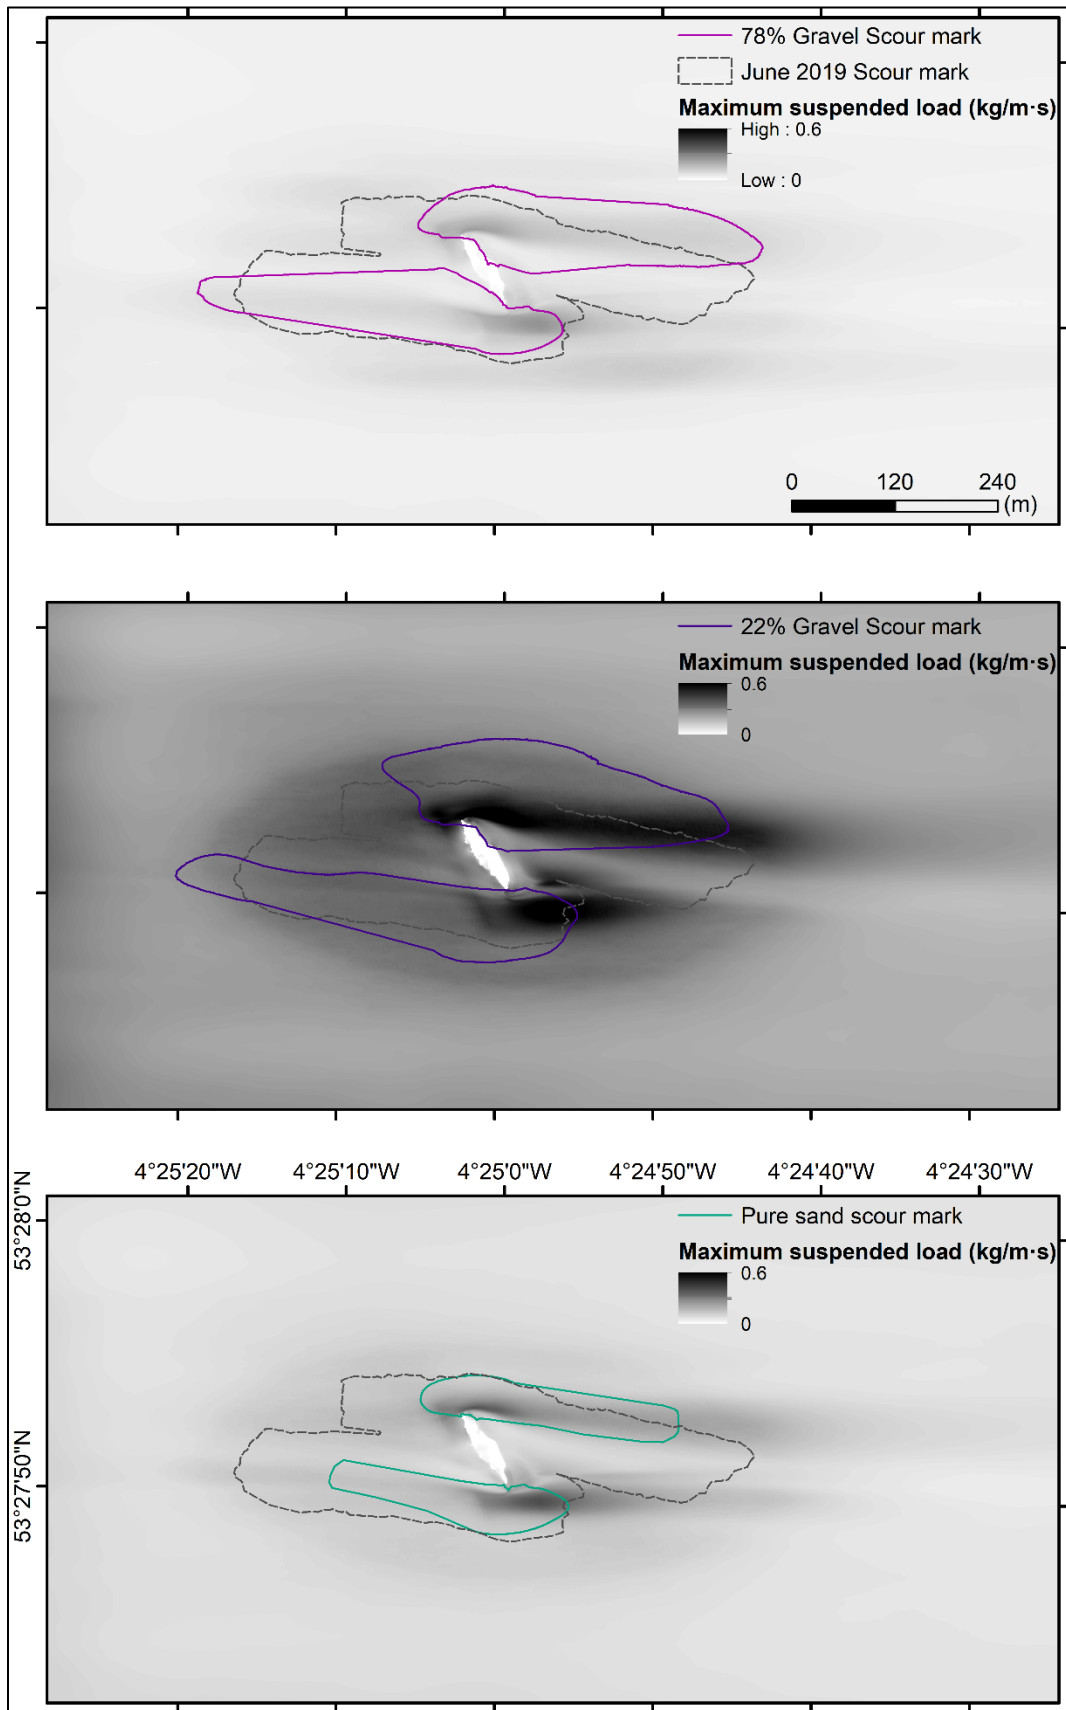 78% Gravel Scour mark
June 2019 Scour mark
Maximum suspended load (kg/m·s)
High : 0.6
Low : 0
0 120 240
(m)
22% Gravel Scour mark
Maximum suspended load (kg/m·s)
0.6
0
4°25'20"W 4°25'10"W 4°25'0"W 4°24'50"W 4°24'40"W 4°24'30"W
53°28'0"N
Pure sand scour mark
Maximum suspended load (kg/m·s)
0.6
0
53°27'50"N